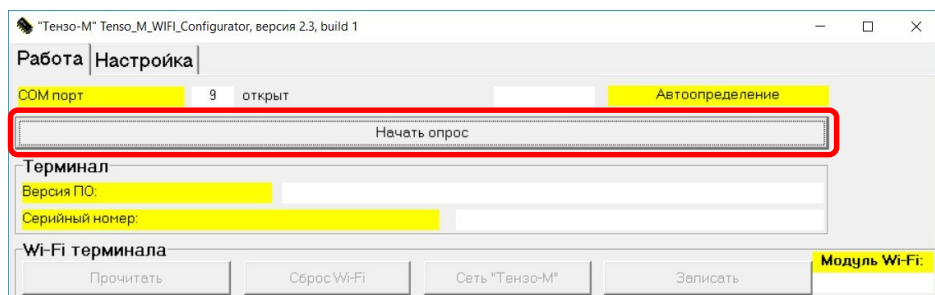 "Тензо-М" Tenso_M_WIFI_Configurator, версия 2.3, build 1
Работа Настройка
COM порт 9 открыт Автоопределение
Начать опрос
Терминал
Версия ПО:
Серийный номер:
Wi-Fi терминала
Модуль Wi-Fi:
Прочитать Сброс Wi-Fi Сеть "Тензо-М" Записать